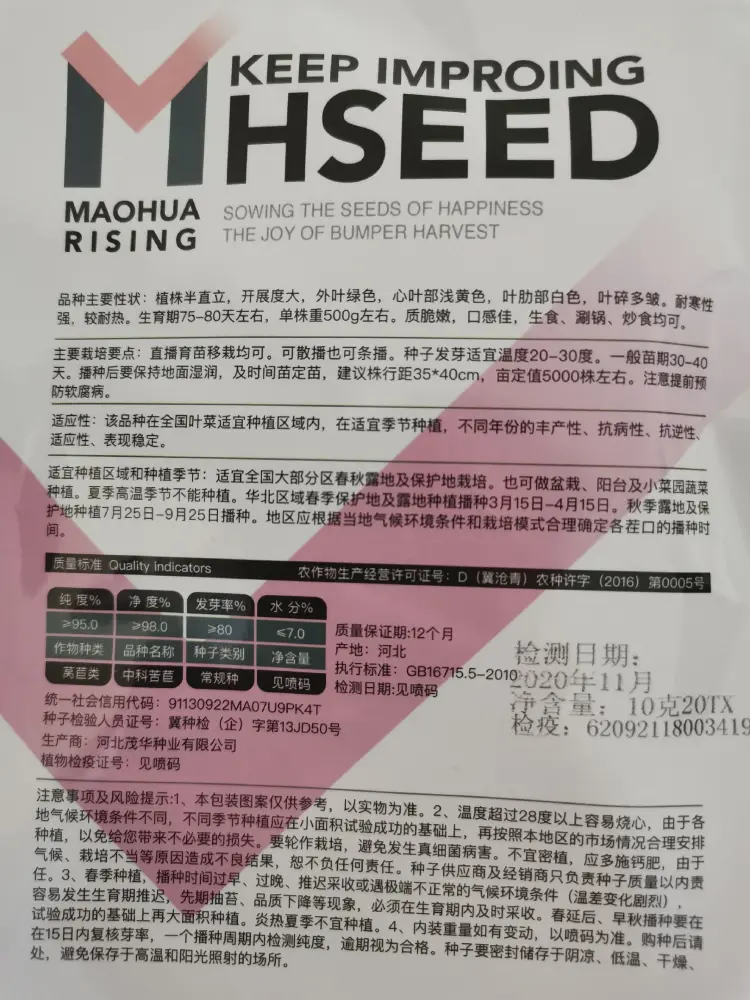 KEEP IMPROING
HSEED
MAOHUA
RISING
SOWING THE SEEDS OF HAPPINESS
THE JOY OF BUMPER HARVEST
品种主要性状：植株半直立，开展度大，外叶绿色，心叶部浅黄色，叶肋部白色，叶碎多皱。耐寒性
强，较耐热。生育期75-80天左右，单株重500g左右。质脆嫩，口感佳，生食、涮锅、炒食均可。
主要栽培要点：直播育苗移栽均可。可散播也可条播。种子发芽适宜温度20-30度。一般苗期30-40
天。播种后要保持地面湿润，及时间苗定苗，建议株行距35*40cm，亩定值5000株左右。注意提前预
防软腐病。
适应性：该品种在全国叶菜适宜种植区域内，在适宜季节种植，不同年份的丰产性、抗病性、抗逆性、
适应性、表现稳定。
适宜种植区域和种植季节：适宜全国大部分区春秋露地及保护地栽培。也可做盆栽、阳台及小菜园蔬菜
种植。夏季高温季节不能种植。华北区域春季保护地及露地种植播种3月15日-4月15日。秋季露地及保
护地种植7月25日-9月25日播种。地区应根据当地气候环境条件和栽培模式合理确定各茬口的播种时
间。
质量标准 Quality indicators 农作物生产经营许可证号：D（冀沧青）农种许字（2016）第0005号
纯 度% 净 度% 发芽率% 水 分%
≥95.0 ≥98.0 ≥80 ≤7.0
作物种类 品种名称 种子类别 净含量
莴苣类 中科苦苣 常规种 见喷码
质量保证期:12个月
产地：河北
执行标准：GB16715.5-2010
检测日期:见喷码
检测日期：
2020年11月
净含量：10克20TX
检疫：62092118003419
统一社会信用代码：91130922MA07U9PK4T
种子检验人员证号：冀种检（企）字第13JD50号
生产商：河北茂华种业有限公司
植物检疫证号：见喷码
注意事项及风险提示:1、本包装图案仅供参考，以实物为准。2、温度超过28度以上容易烧心，由于各
地气候环境条件不同，不同季节种植应在小面积试验成功的基础上，再按照本地区的市场情况合理安排
种植，以免给您带来不必要的损失。要轮作栽培，避免发生真细菌病害。不宜密植，应多施钙肥，由于
气候、栽培不当等原因造成不良结果，恕不负任何责任。种子供应商及经销商只负责种子质量以内责
任。3、春季种植，播种时间过早、过晚、推迟采收或遇极端不正常的气候环境条件（温差变化剧烈），
容易发生生育期推迟，先期抽苔、品质下降等现象，必须在生育期内及时采收。春延后、早秋播种要在
试验成功的基础上再大面积种植。炎热夏季不宜种植。4、内装重量如有变动，以喷码为准。购种后请
在15日内复核芽率，一个播种周期内检测纯度，逾期视为合格。种子要密封储存于阴凉、低温、干燥、
处，避免保存于高温和阳光照射的场所。